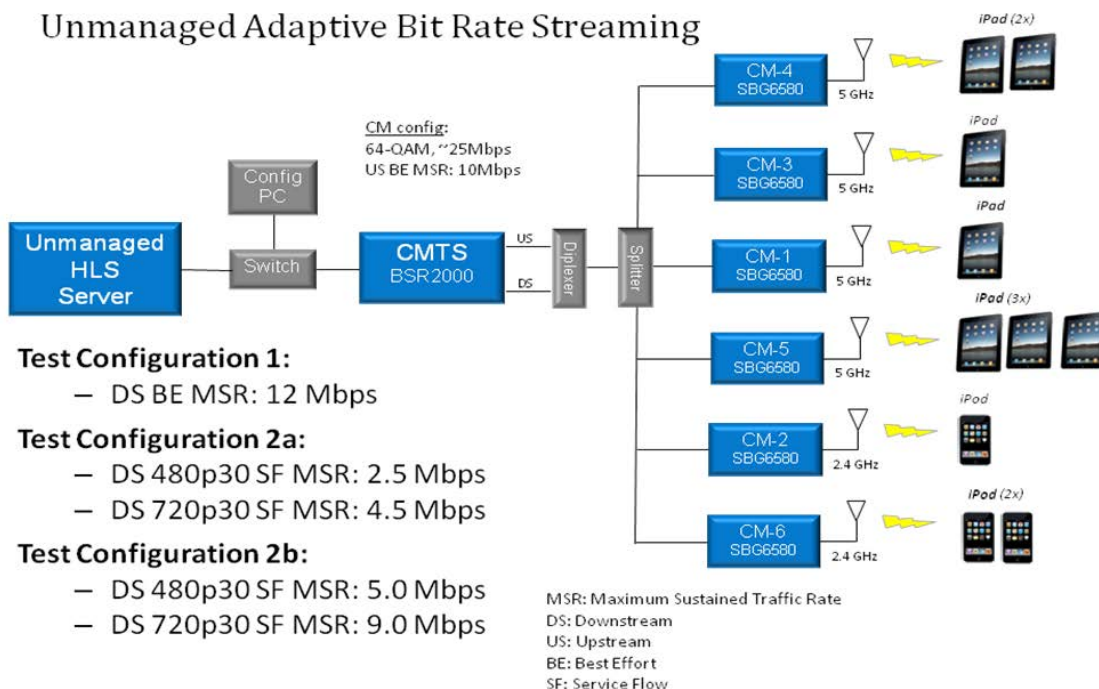 Unmanaged Adaptive Bit Rate Streaming
CM config:
64-QAM, ~25Mbps
US BE MSR: 10Mbps
Config
PC
Unmanaged
HLS
Server
Switch
CMTS
BSR2000
US
DS
Diplexer
Splitter
CM-4
SBG6580
5 GHz
iPad (2x)
CM-3
SBG6580
5 GHz
iPad
CM-1
SBG6580
5 GHz
iPad
CM-5
SBG6580
5 GHz
iPad (3x)
CM-2
SBG6580
2.4 GHz
iPod
CM-6
SBG6580
2.4 GHz
iPod (2x)
Test Configuration 1:
– DS BE MSR: 12 Mbps
Test Configuration 2a:
– DS 480p30 SF MSR: 2.5 Mbps
– DS 720p30 SF MSR: 4.5 Mbps
Test Configuration 2b:
– DS 480p30 SF MSR: 5.0 Mbps
– DS 720p30 SF MSR: 9.0 Mbps
MSR: Maximum Sustained Traffic Rate
DS: Downstream
US: Upstream
BE: Best Effort
SF: Service Flow